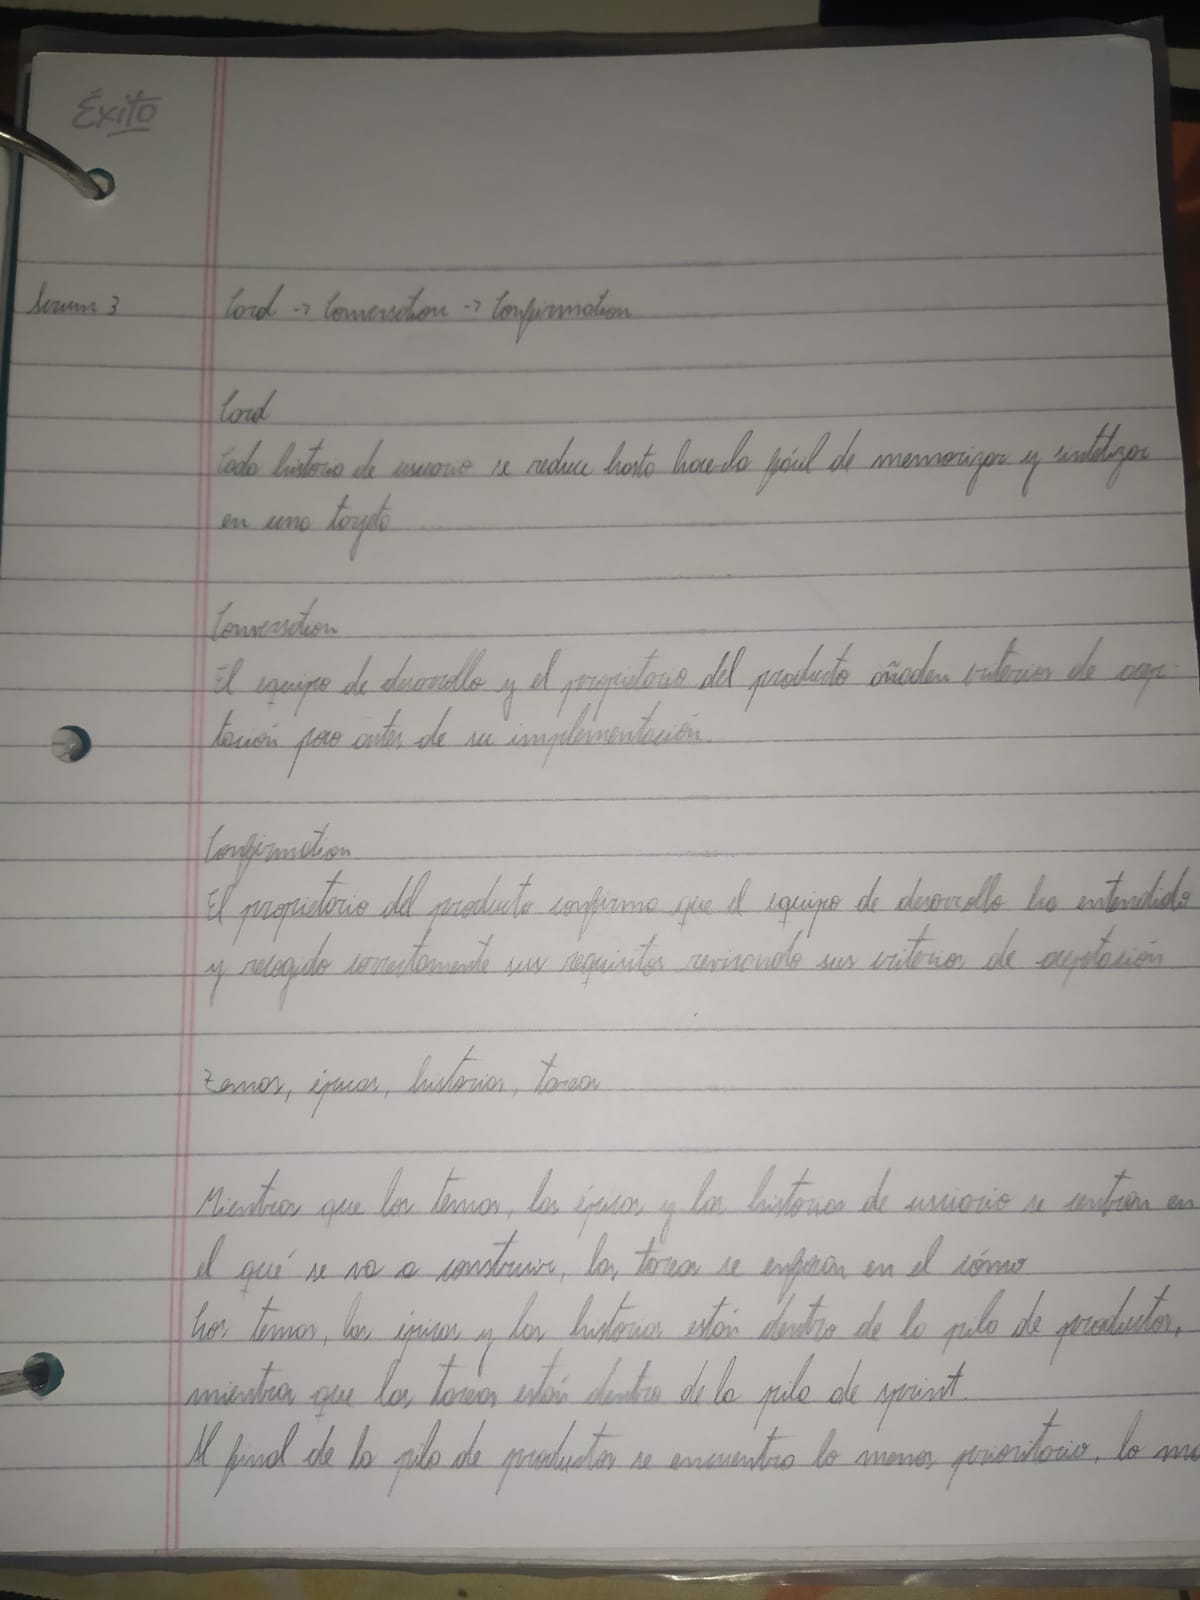 Éxito
Scrum 3 Card -> Conversation -> Confirmation
Card
Cada historia de usuario se reduce hasta hacerla fácil de memorizar y sintetizar
en una tarjeta
Conversation
El equipo de desarrollo y el propietario del producto añaden criterios de acep-
tación pero antes de su implementación.
Confirmation
El propietario del producto confirma que el equipo de desarrollo ha entendido
y recogido correctamente sus requisitos revisando sus criterios de aceptación
Temas, épicas, historias, tareas
Mientras que los temas, las épicas y las historias de usuario se centran en
el qué se va a construir, las tareas se enfocan en el cómo
Los temas, las épicas y las historias están dentro de la pila de productos,
mientras que las tareas están dentro de la pila de sprint.
Al final de la pila de productos se encuentra lo menos prioritario, lo